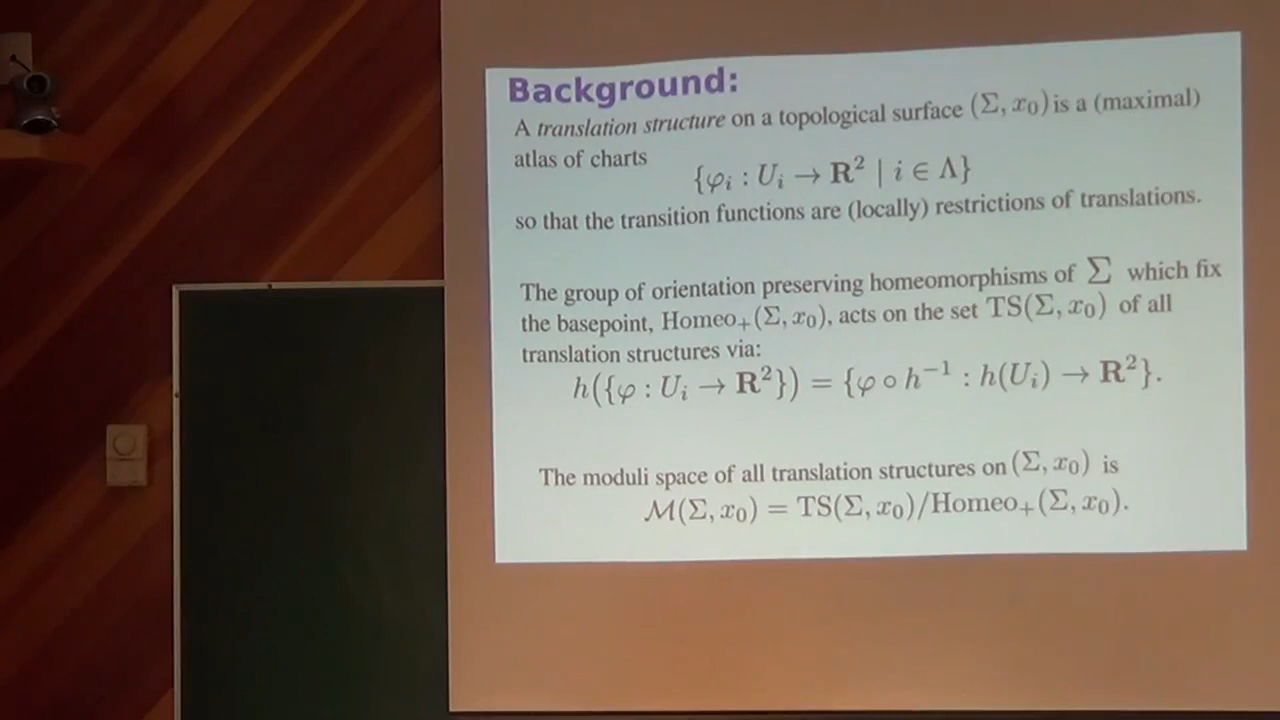 Background:
A translation structure on a topological surface (Σ, x₀) is a (maximal)
atlas of charts
{φᵢ : Uᵢ → R² | i ∈ Λ}
so that the transition functions are (locally) restrictions of translations.
The group of orientation preserving homeomorphisms of Σ which fix
the basepoint, Homeo₊(Σ, x₀), acts on the set TS(Σ, x₀) of all
translation structures via:
h({φ : Uᵢ → R²}) = {φ ∘ h⁻¹ : h(Uᵢ) → R²}.
The moduli space of all translation structures on (Σ, x₀) is
M(Σ, x₀) = TS(Σ, x₀)/Homeo₊(Σ, x₀).